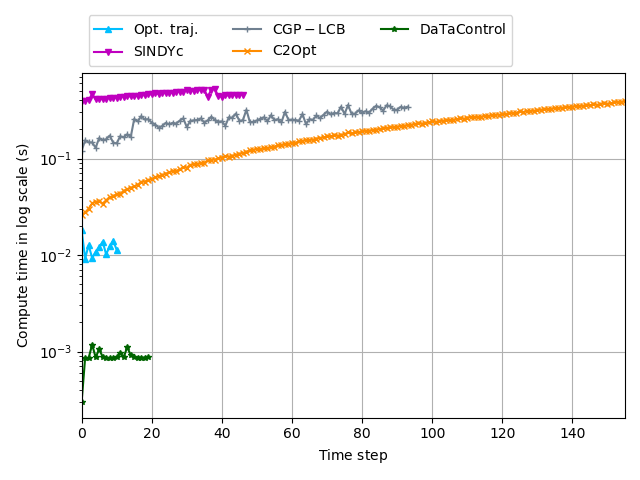 Opt. traj.
SINDYc
CGP − LCB
C2Opt
DaTaControl
Compute time in log scale (s)
10⁻¹
10⁻²
10⁻³
0 20 40 60 80 100 120 140
Time step